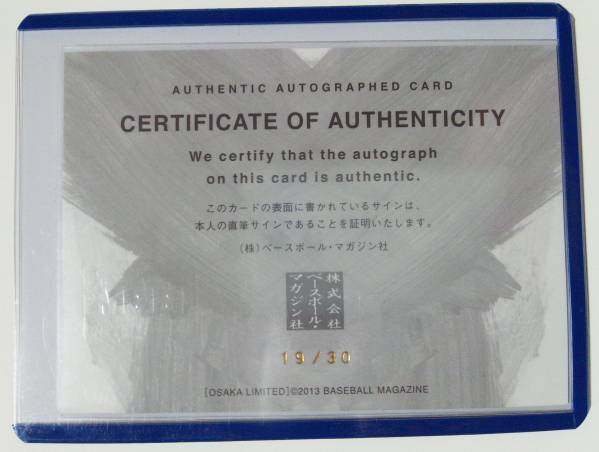 AUTHENTIC AUTOGRAPHED CARD
CERTIFICATE OF AUTHENTICITY
We certify that the autograph
on this card is authentic.
このカードの表面に書かれているサインは、
本人の直筆サインであることを証明いたします。
(株)ベースボール・マガジン社
株式会社
ベースボール・
マガジン社
19/30
[OSAKA LIMITED]©2013 BASEBALL MAGAZINE